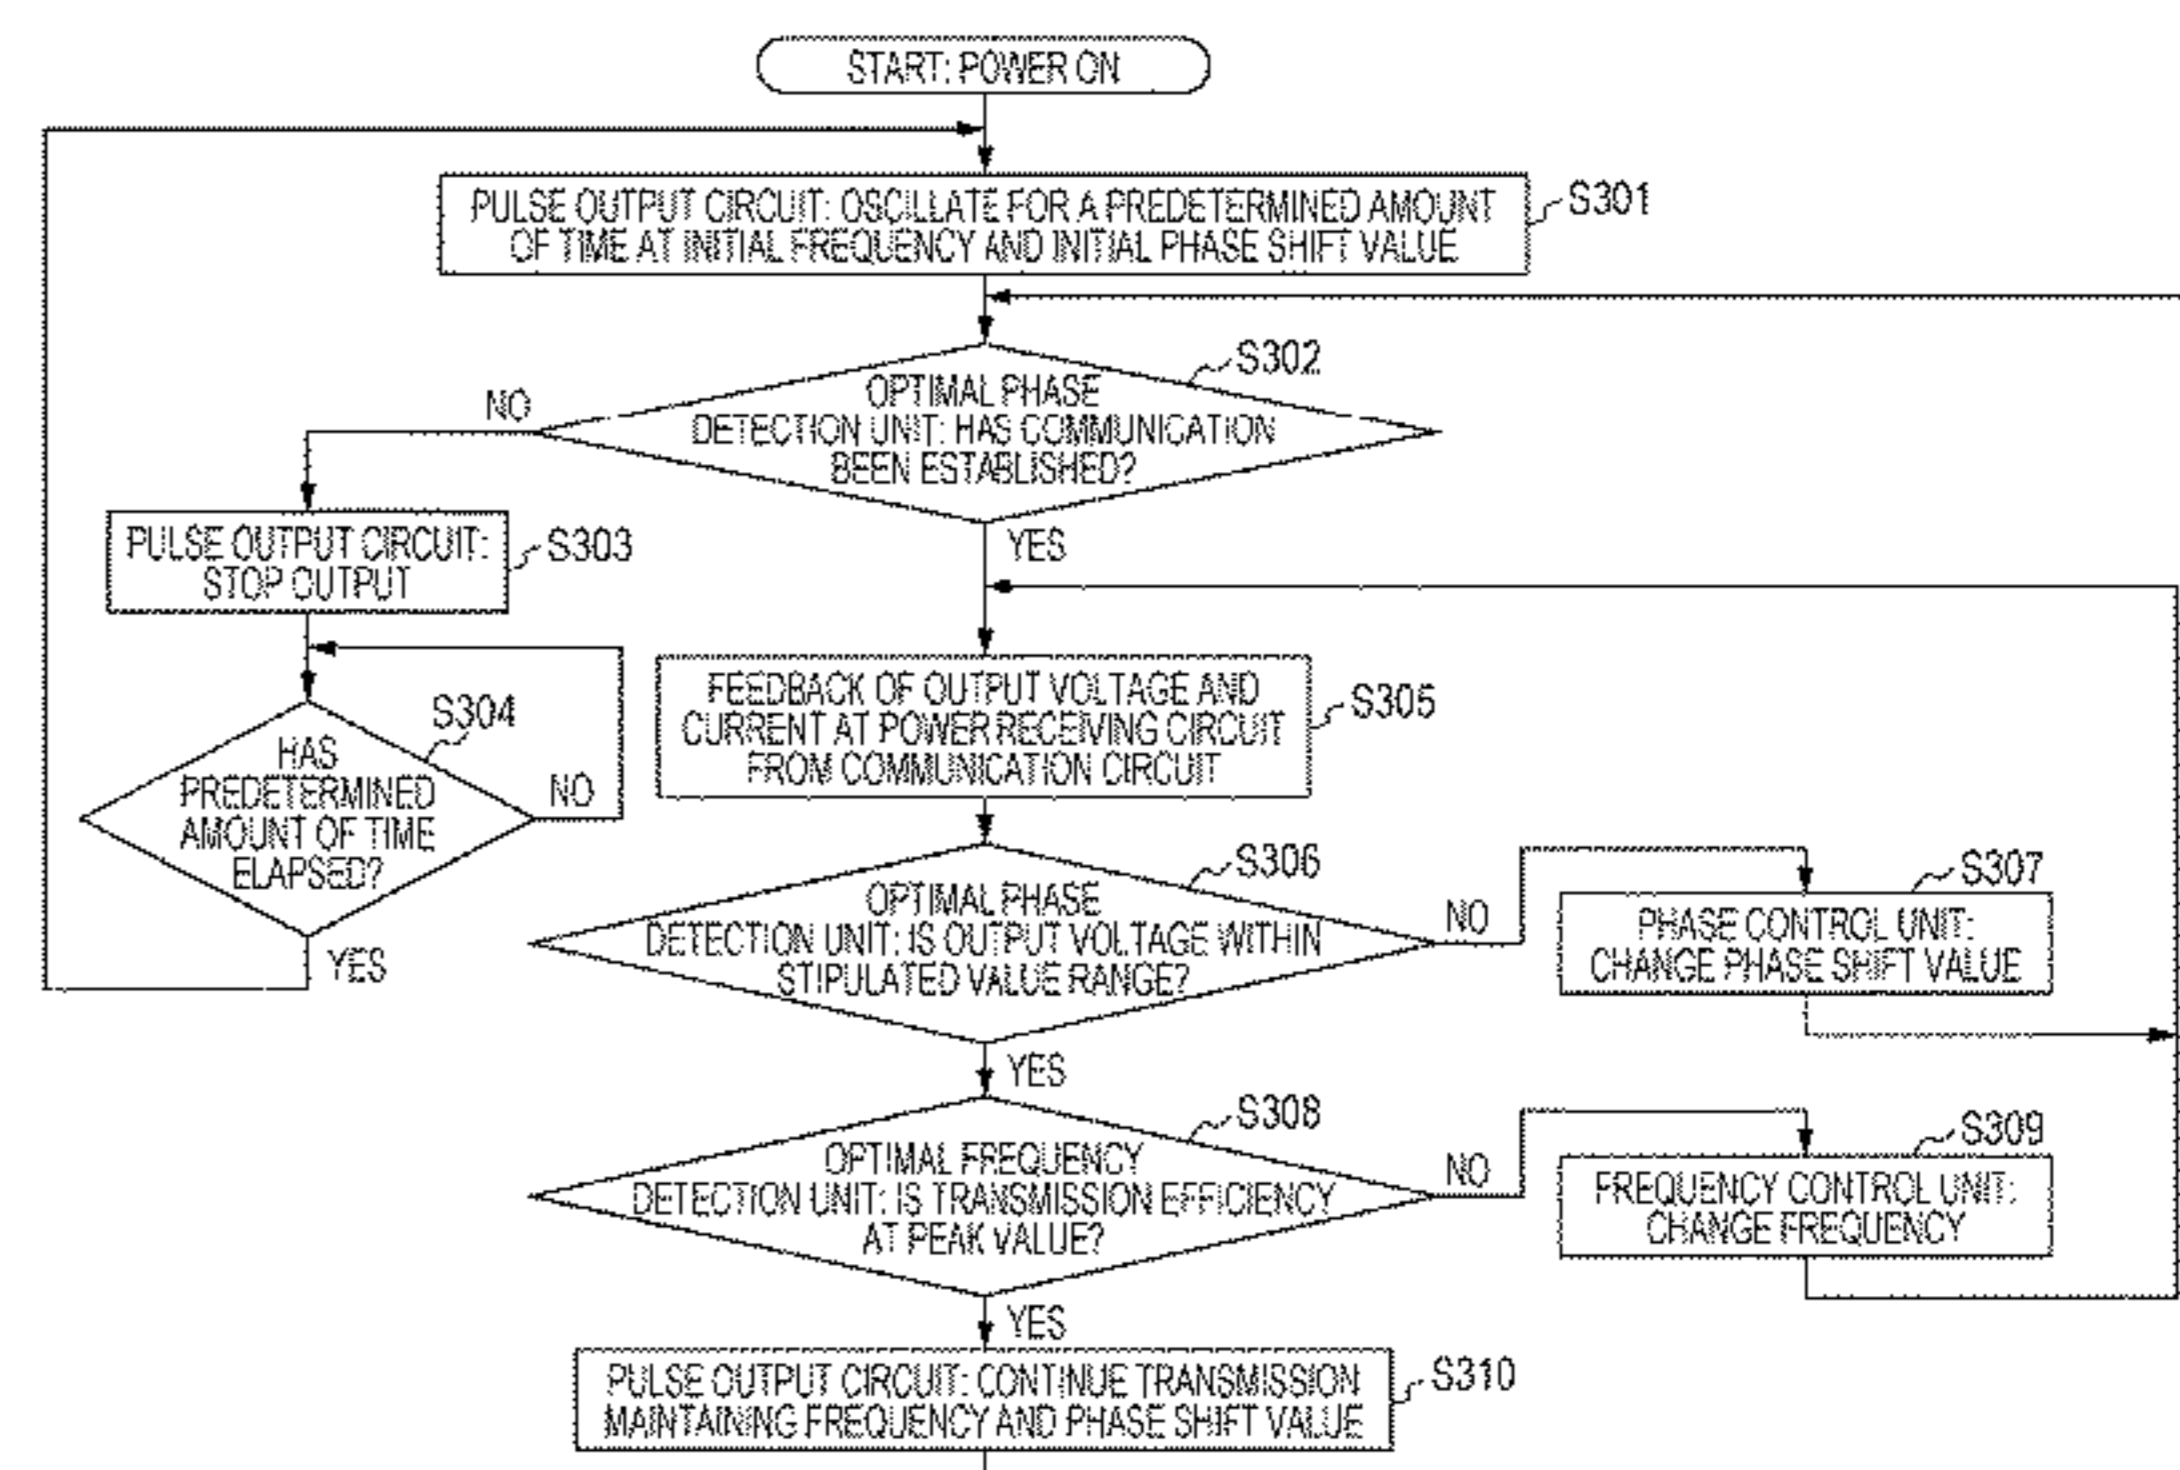 START: POWER ON
PULSE OUTPUT CIRCUIT: OSCILLATE FOR A PREDETERMINED AMOUNT
OF TIME AT INITIAL FREQUENCY AND INITIAL PHASE SHIFT VALUE
S301
S302
OPTIMAL PHASE
DETECTION UNIT: HAS COMMUNICATION
BEEN ESTABLISHED?
NO
YES
PULSE OUTPUT CIRCUIT:
STOP OUTPUT
S303
S304
HAS
PREDETERMINED
AMOUNT OF TIME
ELAPSED?
NO
YES
FEEDBACK OF OUTPUT VOLTAGE AND
CURRENT AT POWER RECEIVING CIRCUIT
FROM COMMUNICATION CIRCUIT
S305
S306
OPTIMAL PHASE
DETECTION UNIT: IS OUTPUT VOLTAGE WITHIN
STIPULATED VALUE RANGE?
NO
YES
S307
PHASE CONTROL UNIT:
CHANGE PHASE SHIFT VALUE
S308
OPTIMAL FREQUENCY
DETECTION UNIT: IS TRANSMISSION EFFICIENCY
AT PEAK VALUE?
NO
YES
S309
FREQUENCY CONTROL UNIT:
CHANGE FREQUENCY
PULSE OUTPUT CIRCUIT: CONTINUE TRANSMISSION
MAINTAINING FREQUENCY AND PHASE SHIFT VALUE
S310